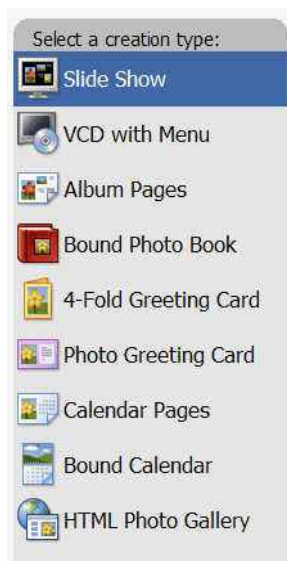 Select a creation type:
Slide Show
VCD with Menu
Album Pages
Bound Photo Book
4-Fold Greeting Card
Photo Greeting Card
Calendar Pages
Bound Calendar
HTML Photo Gallery